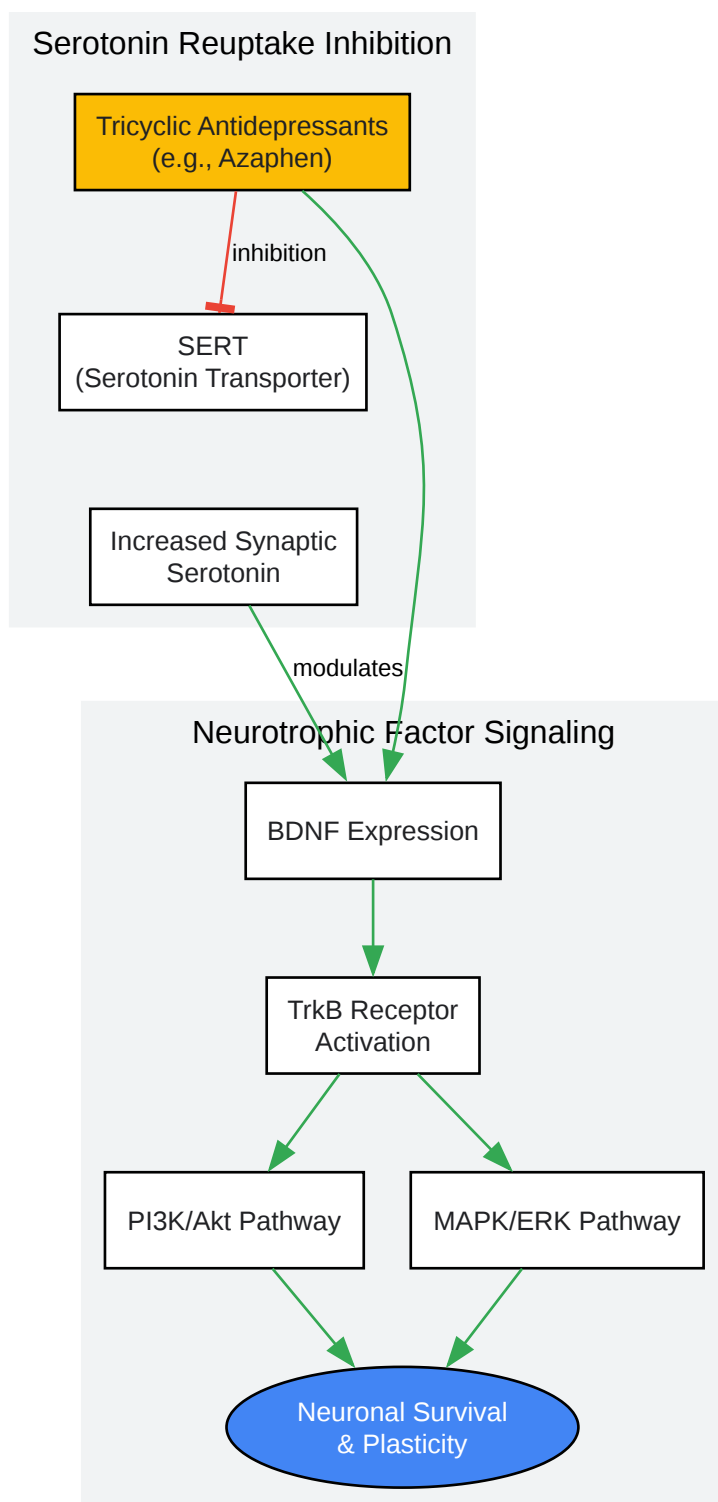 Serotonin Reuptake Inhibition
Tricyclic Antidepressants
(e.g., Azaphen)
inhibition
SERT
(Serotonin Transporter)
Increased Synaptic
Serotonin
modulates
Neurotrophic Factor Signaling
BDNF Expression
TrkB Receptor
Activation
PI3K/Akt Pathway
MAPK/ERK Pathway
Neuronal Survival
& Plasticity